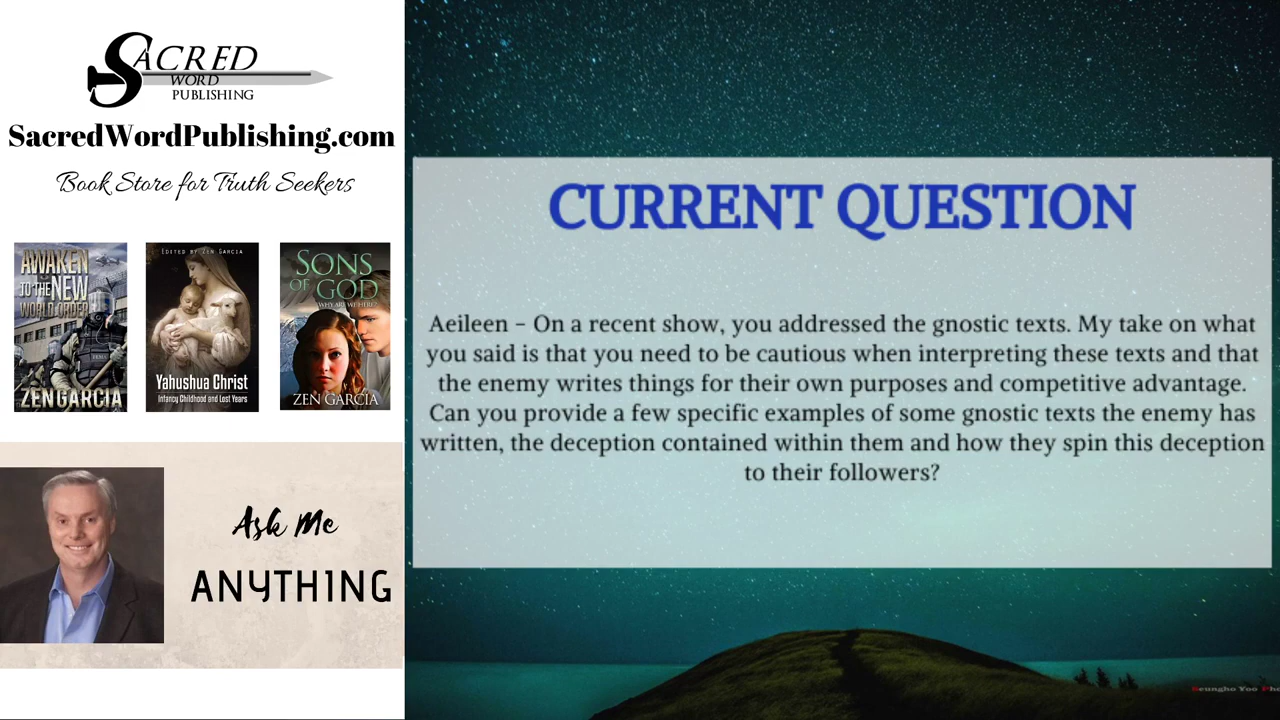 SACRED
WORD
PUBLISHING
SacredWordPublishing.com
Book Store for Truth Seekers
AWAKEN
TO THE NEW
WORLD ORDER
ZEN GARCIA
EDITED BY ZEN GARCIA
Yahushua Christ
Infancy Childhood and Lost Years
SONS
OF GOD
WHY ARE WE HERE?
ZEN GARCIA
Ask Me
ANYTHING
CURRENT QUESTION
Aeileen - On a recent show, you addressed the gnostic texts. My take on what
you said is that you need to be cautious when interpreting these texts and that
the enemy writes things for their own purposes and competitive advantage.
Can you provide a few specific examples of some gnostic texts the enemy has
written, the deception contained within them and how they spin this deception
to their followers?
Seungho Yoo Pho